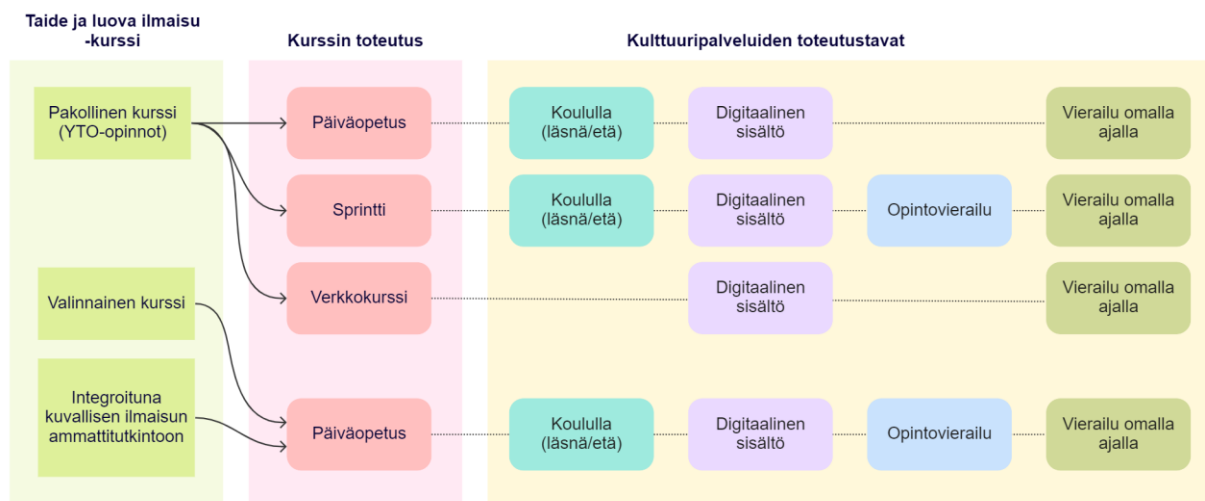 Taide ja luova ilmaisu
-kurssi
Kurssin toteutus
Kulttuuripalveluiden toteutustavat
Pakollinen kurssi
(YTO-opinnot)
Päiväopetus
Koululla
(läsnä/etä)
Digitaalinen
sisältö
Vierailu omalla
ajalla
Sprintti
Koululla
(läsnä/etä)
Digitaalinen
sisältö
Opintovierailu
Vierailu omalla
ajalla
Valinnainen kurssi
Verkkokurssi
Digitaalinen
sisältö
Vierailu omalla
ajalla
Integroituna
kuvallisen ilmaisun
ammattitutkintoon
Päiväopetus
Koululla
(läsnä/etä)
Digitaalinen
sisältö
Opintovierailu
Vierailu omalla
ajalla